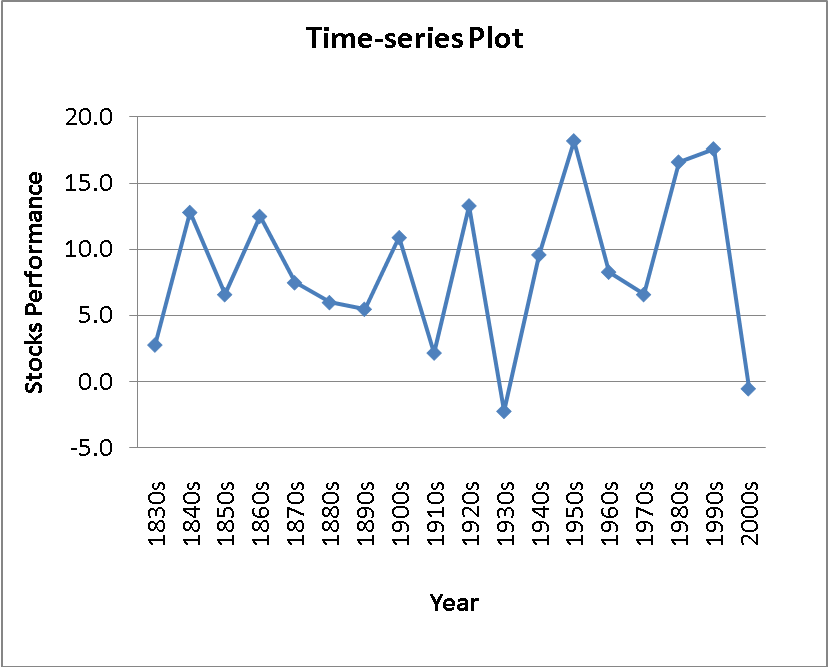 Time-series Plot
Stocks Performance
20.0
15.0
10.0
5.0
0.0
-5.0
1830s
1840s
1850s
1860s
1870s
1880s
1890s
1900s
1910s
1920s
1930s
1940s
1950s
1960s
1970s
1980s
1990s
2000s
Year